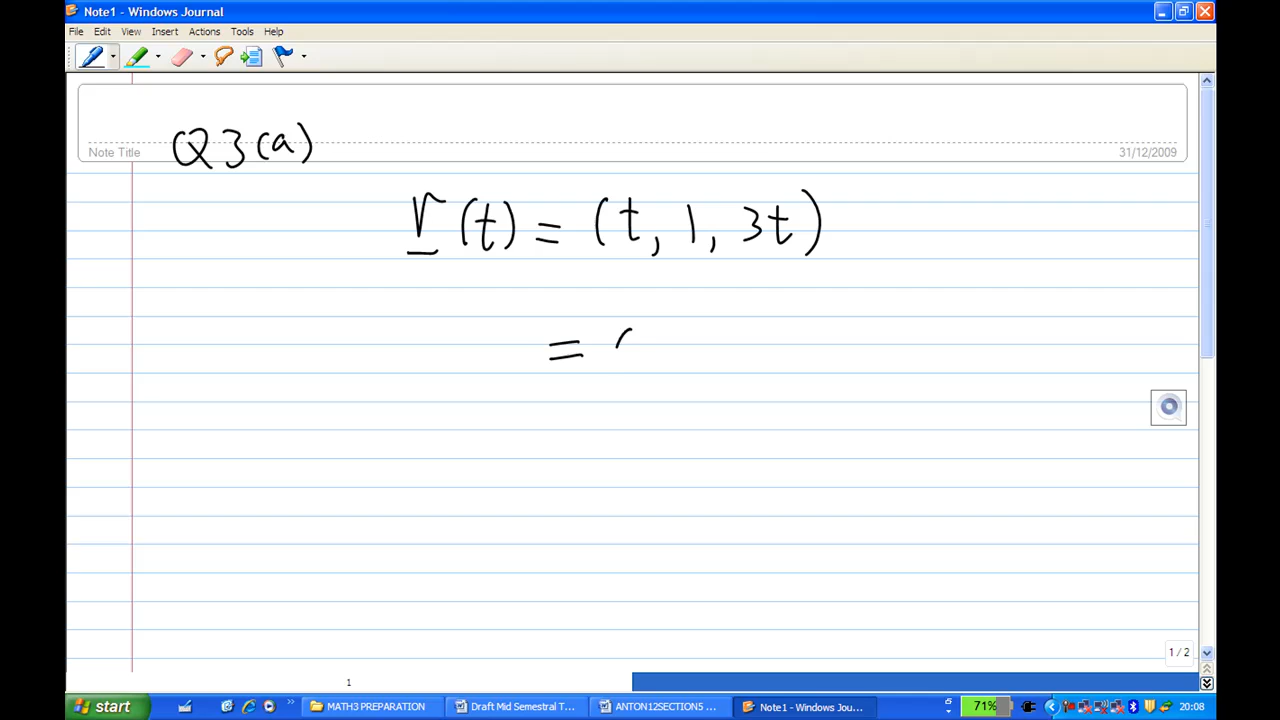 Note1 - Windows Journal
File Edit View Insert Actions Tools Help
Q3(a)
Note Title
31/12/2009
r(t) = (t, 1, 3t)
= (
1 / 2
1
start
MATH3 PREPARATION
Draft Mid Semestral T...
ANTON12SECTION5 ...
Note1 - Windows Jou...
71%
20:08